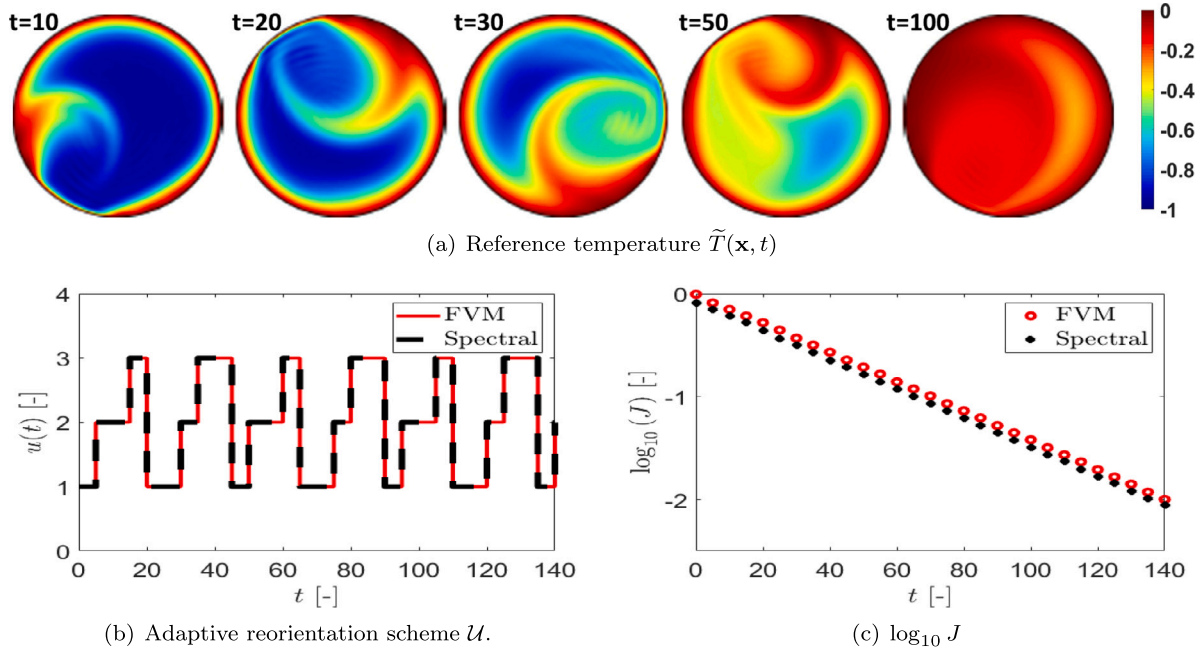 t=10 t=20 t=30 t=50 t=100
0
-0.2
-0.4
-0.6
-0.8
-1
(a) Reference temperature T̃(x, t)
4
3
2
1
0
u(t) [-]
FVM
Spectral
0 20 40 60 80 100 120 140
t [-]
(b) Adaptive reorientation scheme 𝒰.
0
-1
-2
log₁₀(J) [-]
FVM
Spectral
0 20 40 60 80 100 120 140
t [-]
(c) log₁₀ J